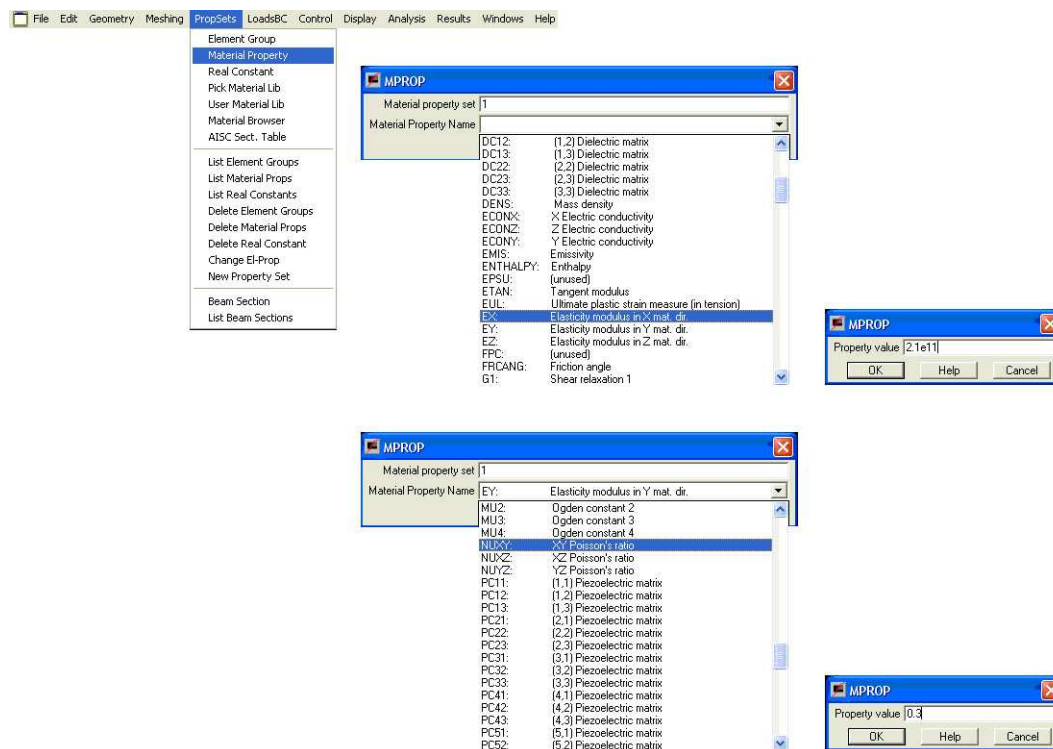 File Edit Geometry Meshing PropSets LoadsBC Control Display Analysis Results Windows Help
Element Group
Material Property
Real Constant
Pick Material Lib
User Material Lib
Material Browser
AISC Sect. Table
List Element Groups
List Material Props
List Real Constants
Delete Element Groups
Delete Material Props
Delete Real Constant
Change El-Prop
New Property Set
Beam Section
List Beam Sections
MPROP
Material property set 1
Material Property Name
DC12: (1,2) Dielectric matrix
DC13: (1,3) Dielectric matrix
DC22: (2,2) Dielectric matrix
DC23: (2,3) Dielectric matrix
DC33: (3,3) Dielectric matrix
DENS: Mass density
ECONX: X Electric conductivity
ECONZ: Z Electric conductivity
ECONY: Y Electric conductivity
EMIS: Emissivity
ENTHALPY: Enthalpy
EPSU: (unused)
ETAN: Tangent modulus
EUL: Ultimate plastic strain measure (in tension)
EX: Elasticity modulus in X mat. dir.
EY: Elasticity modulus in Y mat. dir.
EZ: Elasticity modulus in Z mat. dir.
FPC: (unused)
FRCANG: Friction angle
G1: Shear relaxation 1
MPROP
Property value 2.1e11
OK Help Cancel
MPROP
Material property set 1
Material Property Name EY: Elasticity modulus in Y mat. dir.
MU2: Ogden constant 2
MU3: Ogden constant 3
MU4: Ogden constant 4
NUXY: XY Poisson's ratio
NUXZ: XZ Poisson's ratio
NUYZ: YZ Poisson's ratio
PC11: (1,1) Piezoelectric matrix
PC12: (1,2) Piezoelectric matrix
PC13: (1,3) Piezoelectric matrix
PC21: (2,1) Piezoelectric matrix
PC22: (2,2) Piezoelectric matrix
PC23: (2,3) Piezoelectric matrix
PC31: (3,1) Piezoelectric matrix
PC32: (3,2) Piezoelectric matrix
PC33: (3,3) Piezoelectric matrix
PC41: (4,1) Piezoelectric matrix
PC42: (4,2) Piezoelectric matrix
PC43: (4,3) Piezoelectric matrix
PC51: (5,1) Piezoelectric matrix
PC52: (5,2) Piezoelectric matrix
MPROP
Property value 0.3
OK Help Cancel